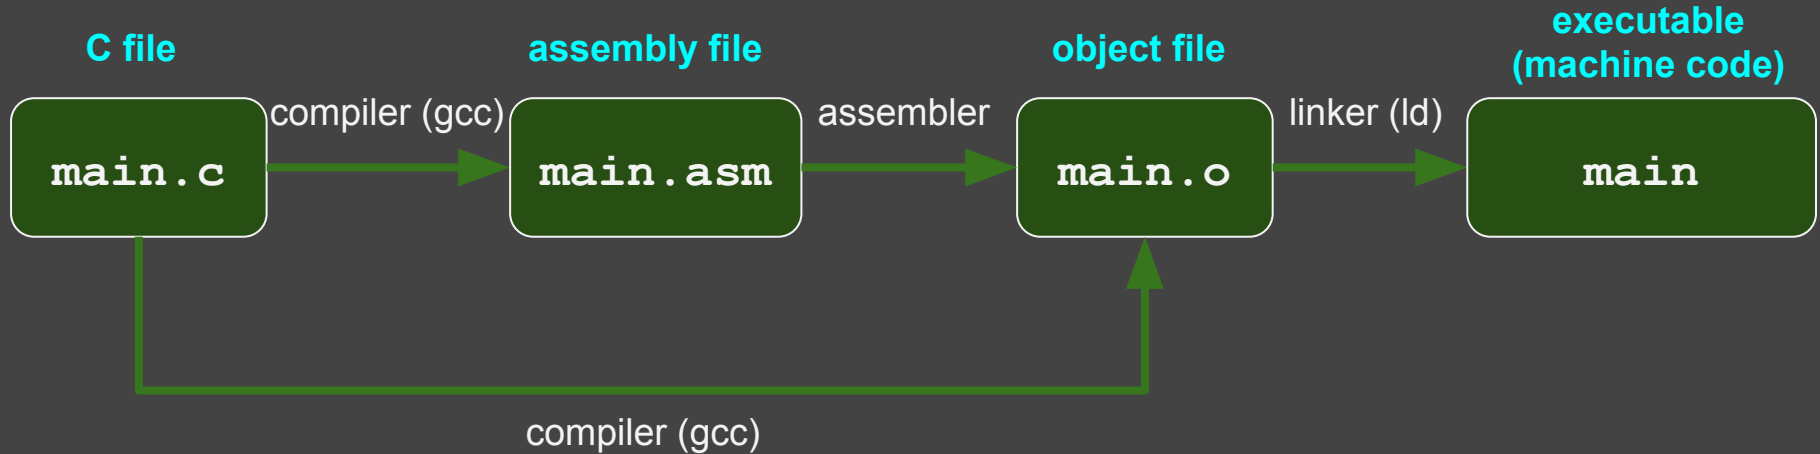 C file
assembly file
object file
executable
(machine code)
main.c
compiler (gcc)
main.asm
assembler
main.o
linker (ld)
main
compiler (gcc)